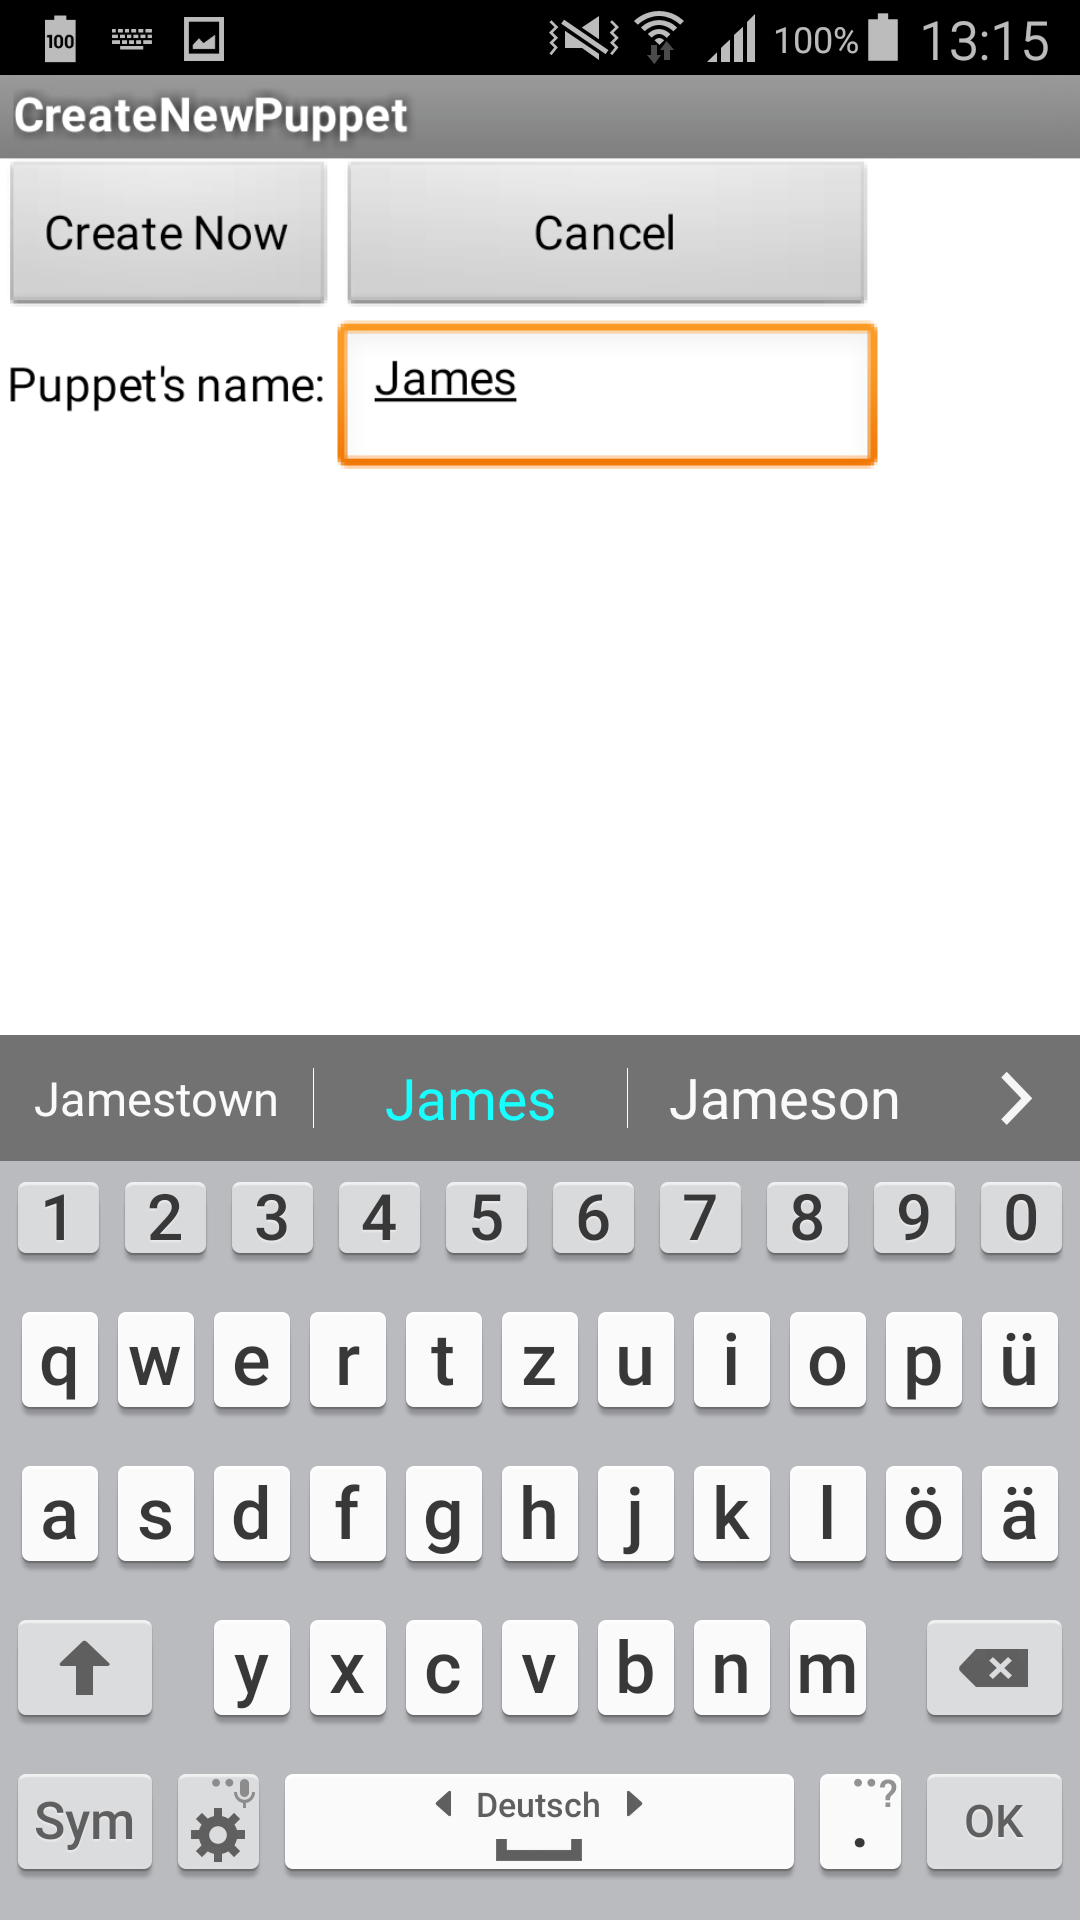 100 100% 13:15
CreateNewPuppet
Create Now Cancel
Puppet's name: James
Jamestown James Jameson
1 2 3 4 5 6 7 8 9 0
q w e r t z u i o p ü
a s d f g h j k l ö ä
y x c v b n m
Sym Deutsch . ? OK